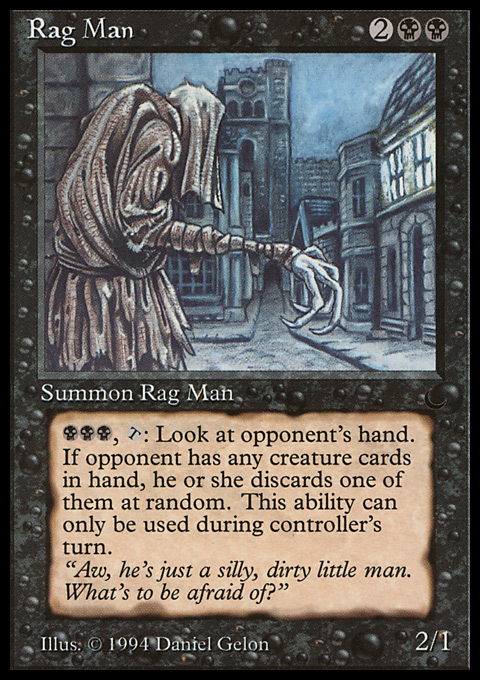 Rag Man 2
Summon Rag Man
, T: Look at opponent's hand.
If opponent has any creature cards
in hand, he or she discards one of
them at random. This ability can
only be used during controller's
turn.
"Aw, he's just a silly, dirty little man.
What's to be afraid of?"
Illus. © 1994 Daniel Gelon 2/1